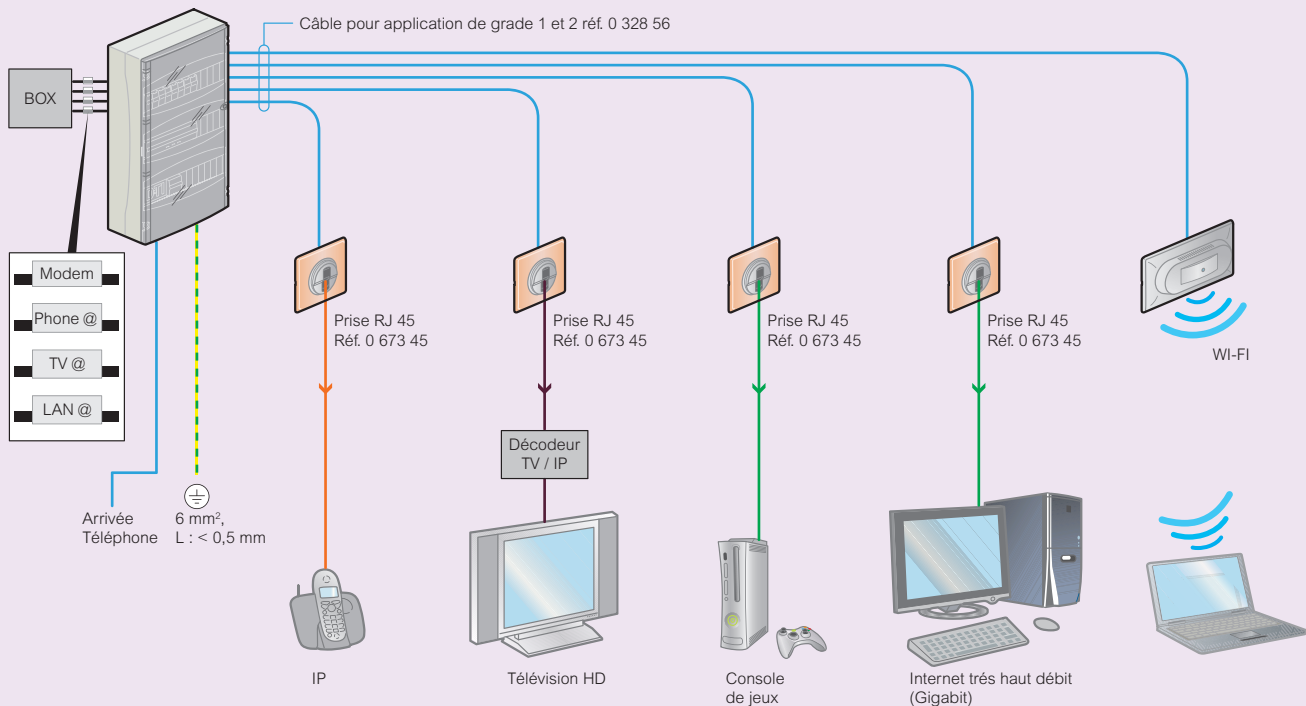 Câble pour application de grade 1 et 2 réf. 0 328 56
BOX
Modem
Phone @
TV @
LAN @
Arrivée
Téléphone
6 mm²,
L : < 0,5 mm
Prise RJ 45
Réf. 0 673 45
Prise RJ 45
Réf. 0 673 45
Prise RJ 45
Réf. 0 673 45
Prise RJ 45
Réf. 0 673 45
WI-FI
Décodeur
TV / IP
IP
Télévision HD
Console
de jeux
Internet trés haut débit
(Gigabit)